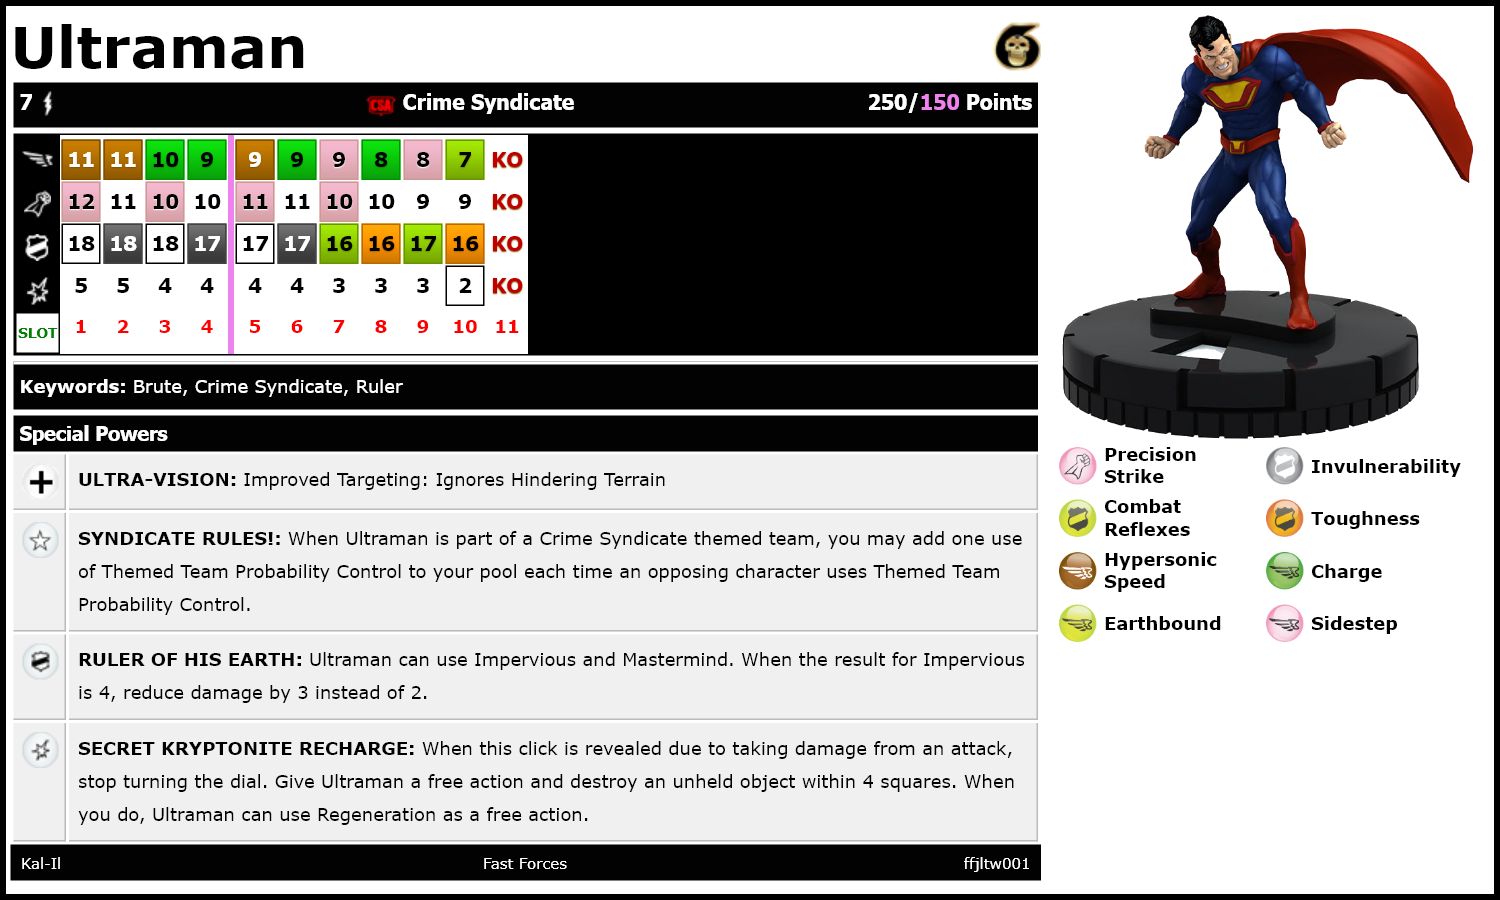 Ultraman
7 CSA Crime Syndicate 250/150 Points
11 11 10 9 9 9 9 8 8 7 KO
12 11 10 10 11 11 10 10 9 9 KO
18 18 18 17 17 17 16 16 17 16 KO
5 5 4 4 4 4 3 3 3 2 KO
SLOT 1 2 3 4 5 6 7 8 9 10 11
Keywords: Brute, Crime Syndicate, Ruler
Special Powers
ULTRA-VISION: Improved Targeting: Ignores Hindering Terrain
SYNDICATE RULES!: When Ultraman is part of a Crime Syndicate themed team, you may add one use
of Themed Team Probability Control to your pool each time an opposing character uses Themed Team
Probability Control.
RULER OF HIS EARTH: Ultraman can use Impervious and Mastermind. When the result for Impervious
is 4, reduce damage by 3 instead of 2.
SECRET KRYPTONITE RECHARGE: When this click is revealed due to taking damage from an attack,
stop turning the dial. Give Ultraman a free action and destroy an unheld object within 4 squares. When
you do, Ultraman can use Regeneration as a free action.
Kal-Il Fast Forces ffjltw001
Precision
Strike
Invulnerability
Combat
Reflexes
Toughness
Hypersonic
Speed
Charge
Earthbound
Sidestep